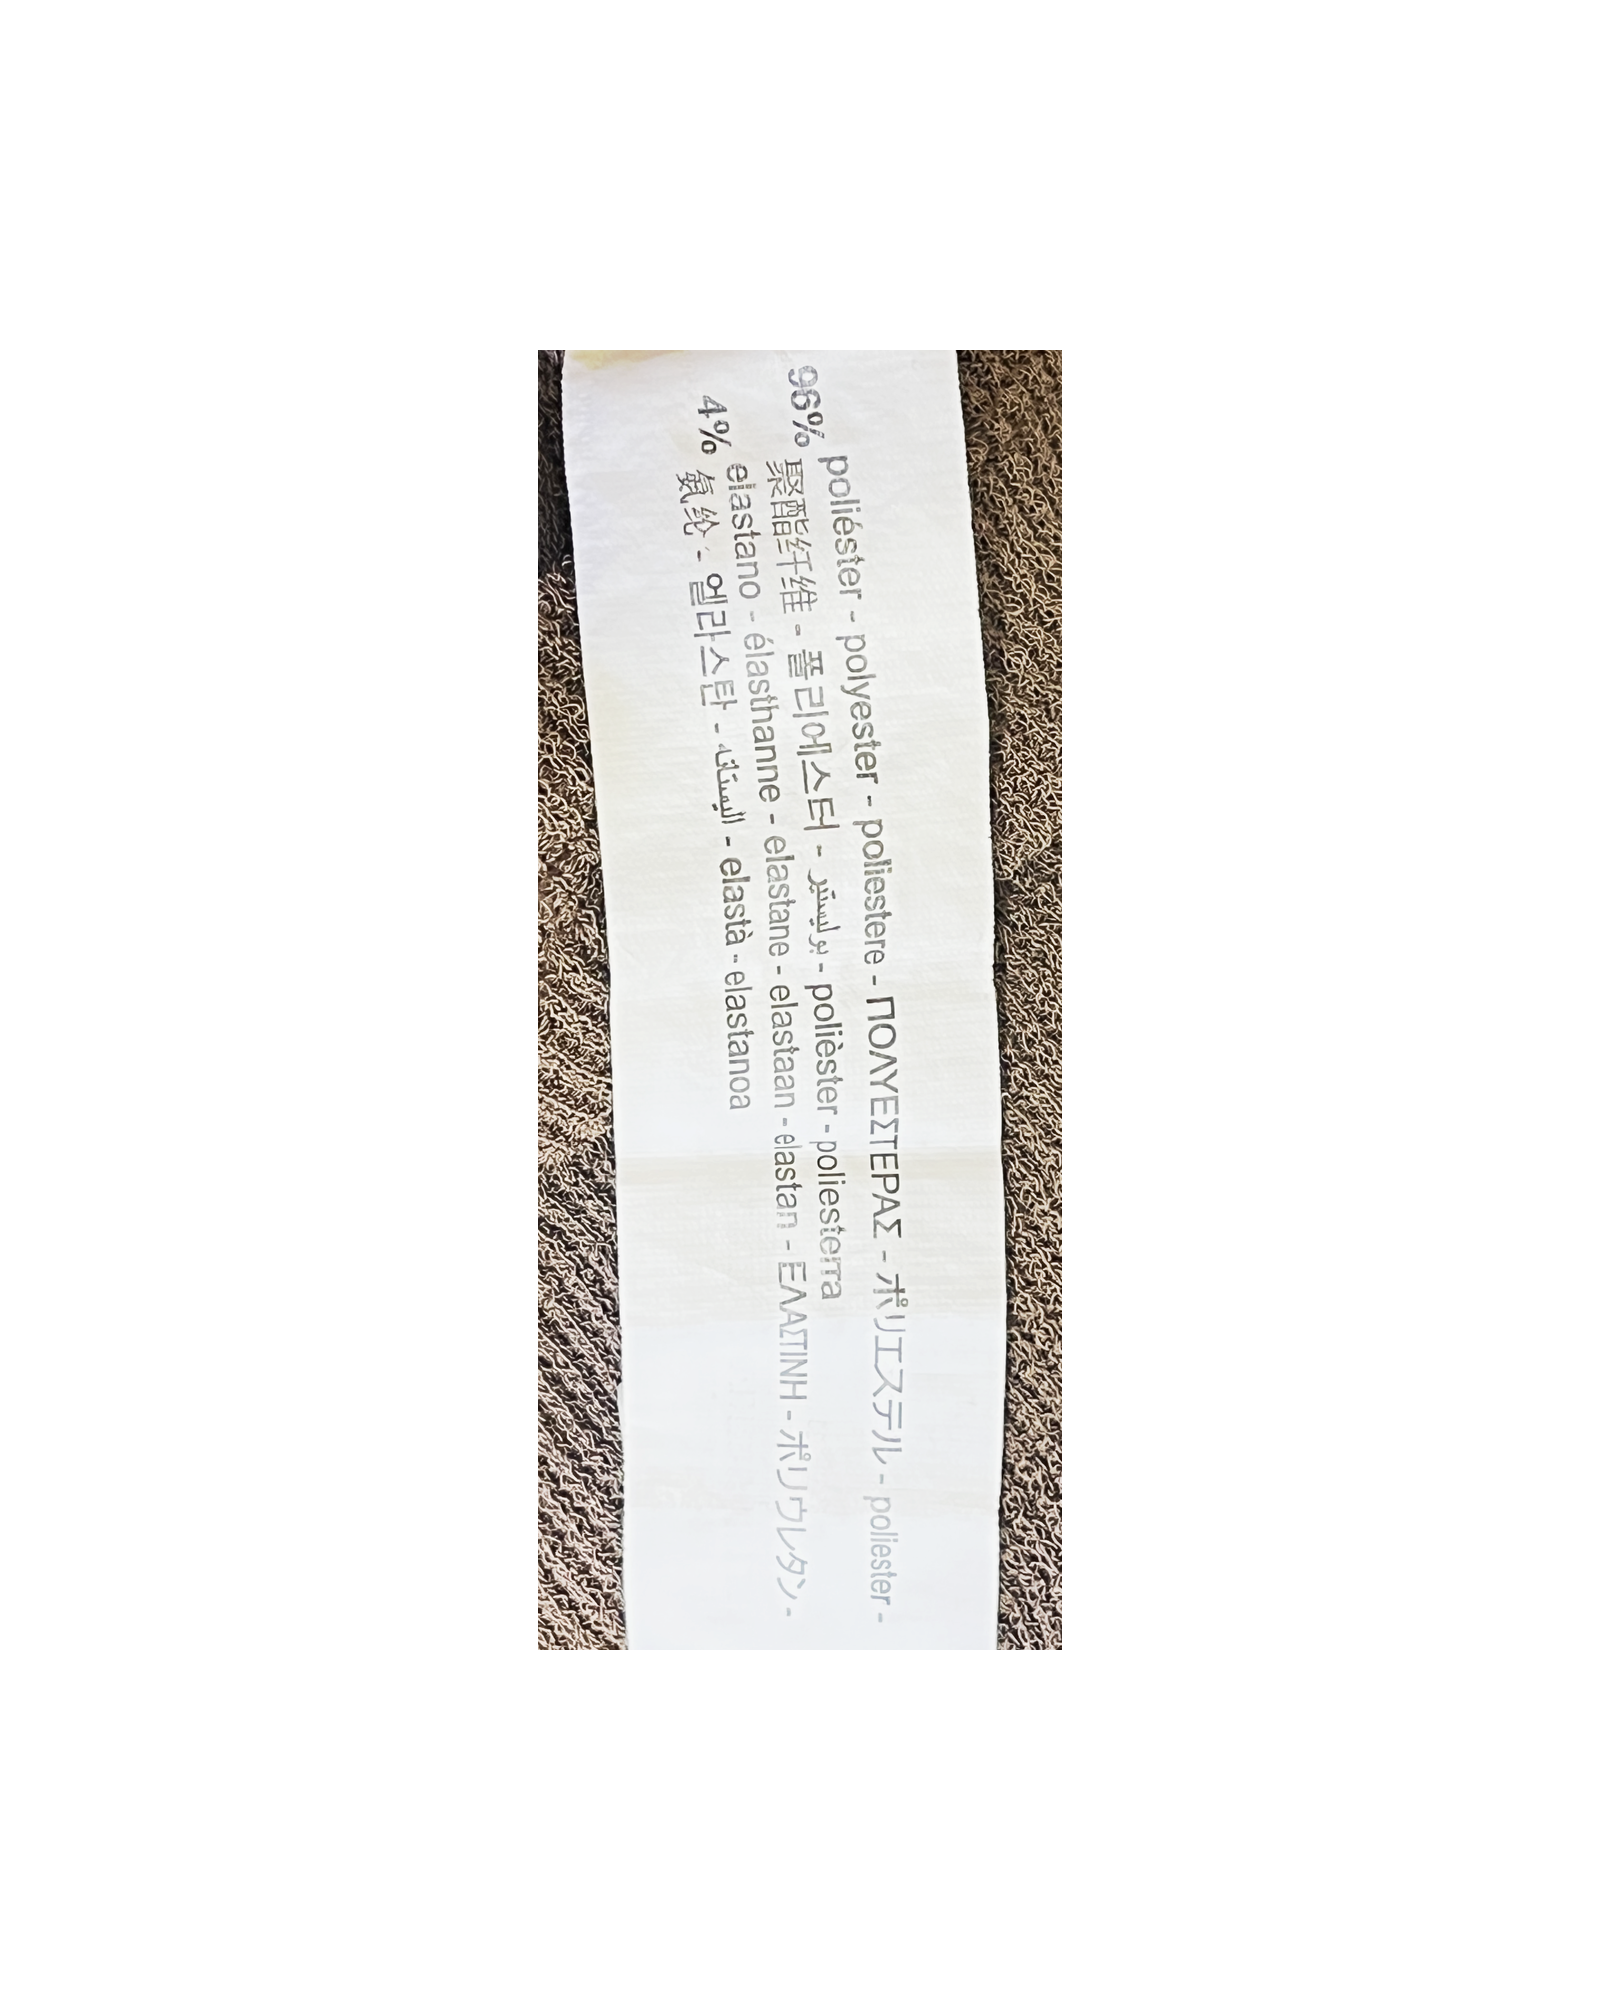 96% poliéster - polyester - poliestere - ΠΟΛΥΕΣΤΕΡΑΣ - ポリエステル - poliester -
聚酯纤维 - 폴리에스터 - بوليستير - polièster - poliesterra
4% elastano - élasthanne - elastane - elastaan - elastan - ΕΛΑΣΤΙΝΗ - ポリウレタン -
氨纶 - 엘라스탄 - اليستان - elastà - elastanoa